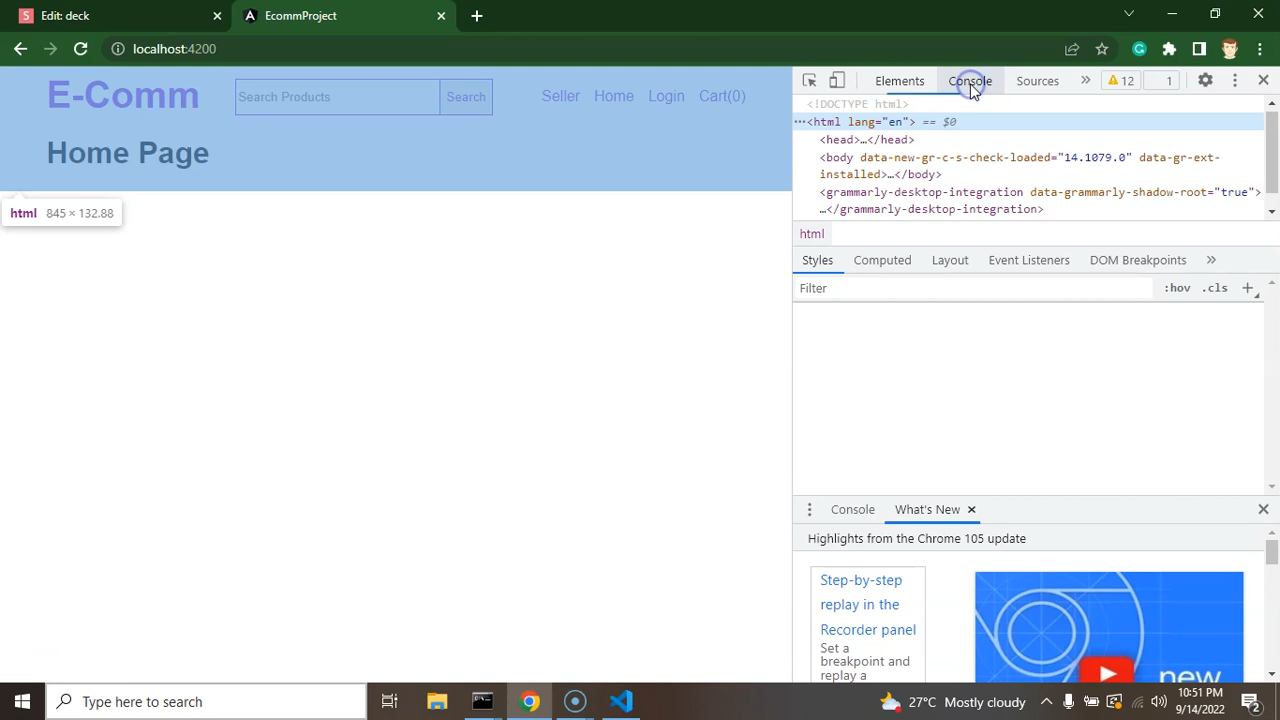 Edit: deck
EcommProject
localhost:4200
E-Comm
Search Products
Search
Seller
Home
Login
Cart(0)
Home Page
html 845 × 132.88
Elements
Console
Sources
»
12
1
<!DOCTYPE html>
⋯<html lang="en"> == $0
<head>…</head>
<body data-new-gr-c-s-check-loaded="14.1079.0" data-gr-ext-
installed>…</body>
<grammarly-desktop-integration data-grammarly-shadow-root="true">
…</grammarly-desktop-integration>
html
Styles
Computed
Layout
Event Listeners
DOM Breakpoints
»
Filter
:hov
.cls
Console
What's New
Highlights from the Chrome 105 update
Step-by-step
replay in the
Recorder panel
Set a
breakpoint and
replay a
new
Type here to search
27°C Mostly cloudy
10:51 PM
9/14/2022
2